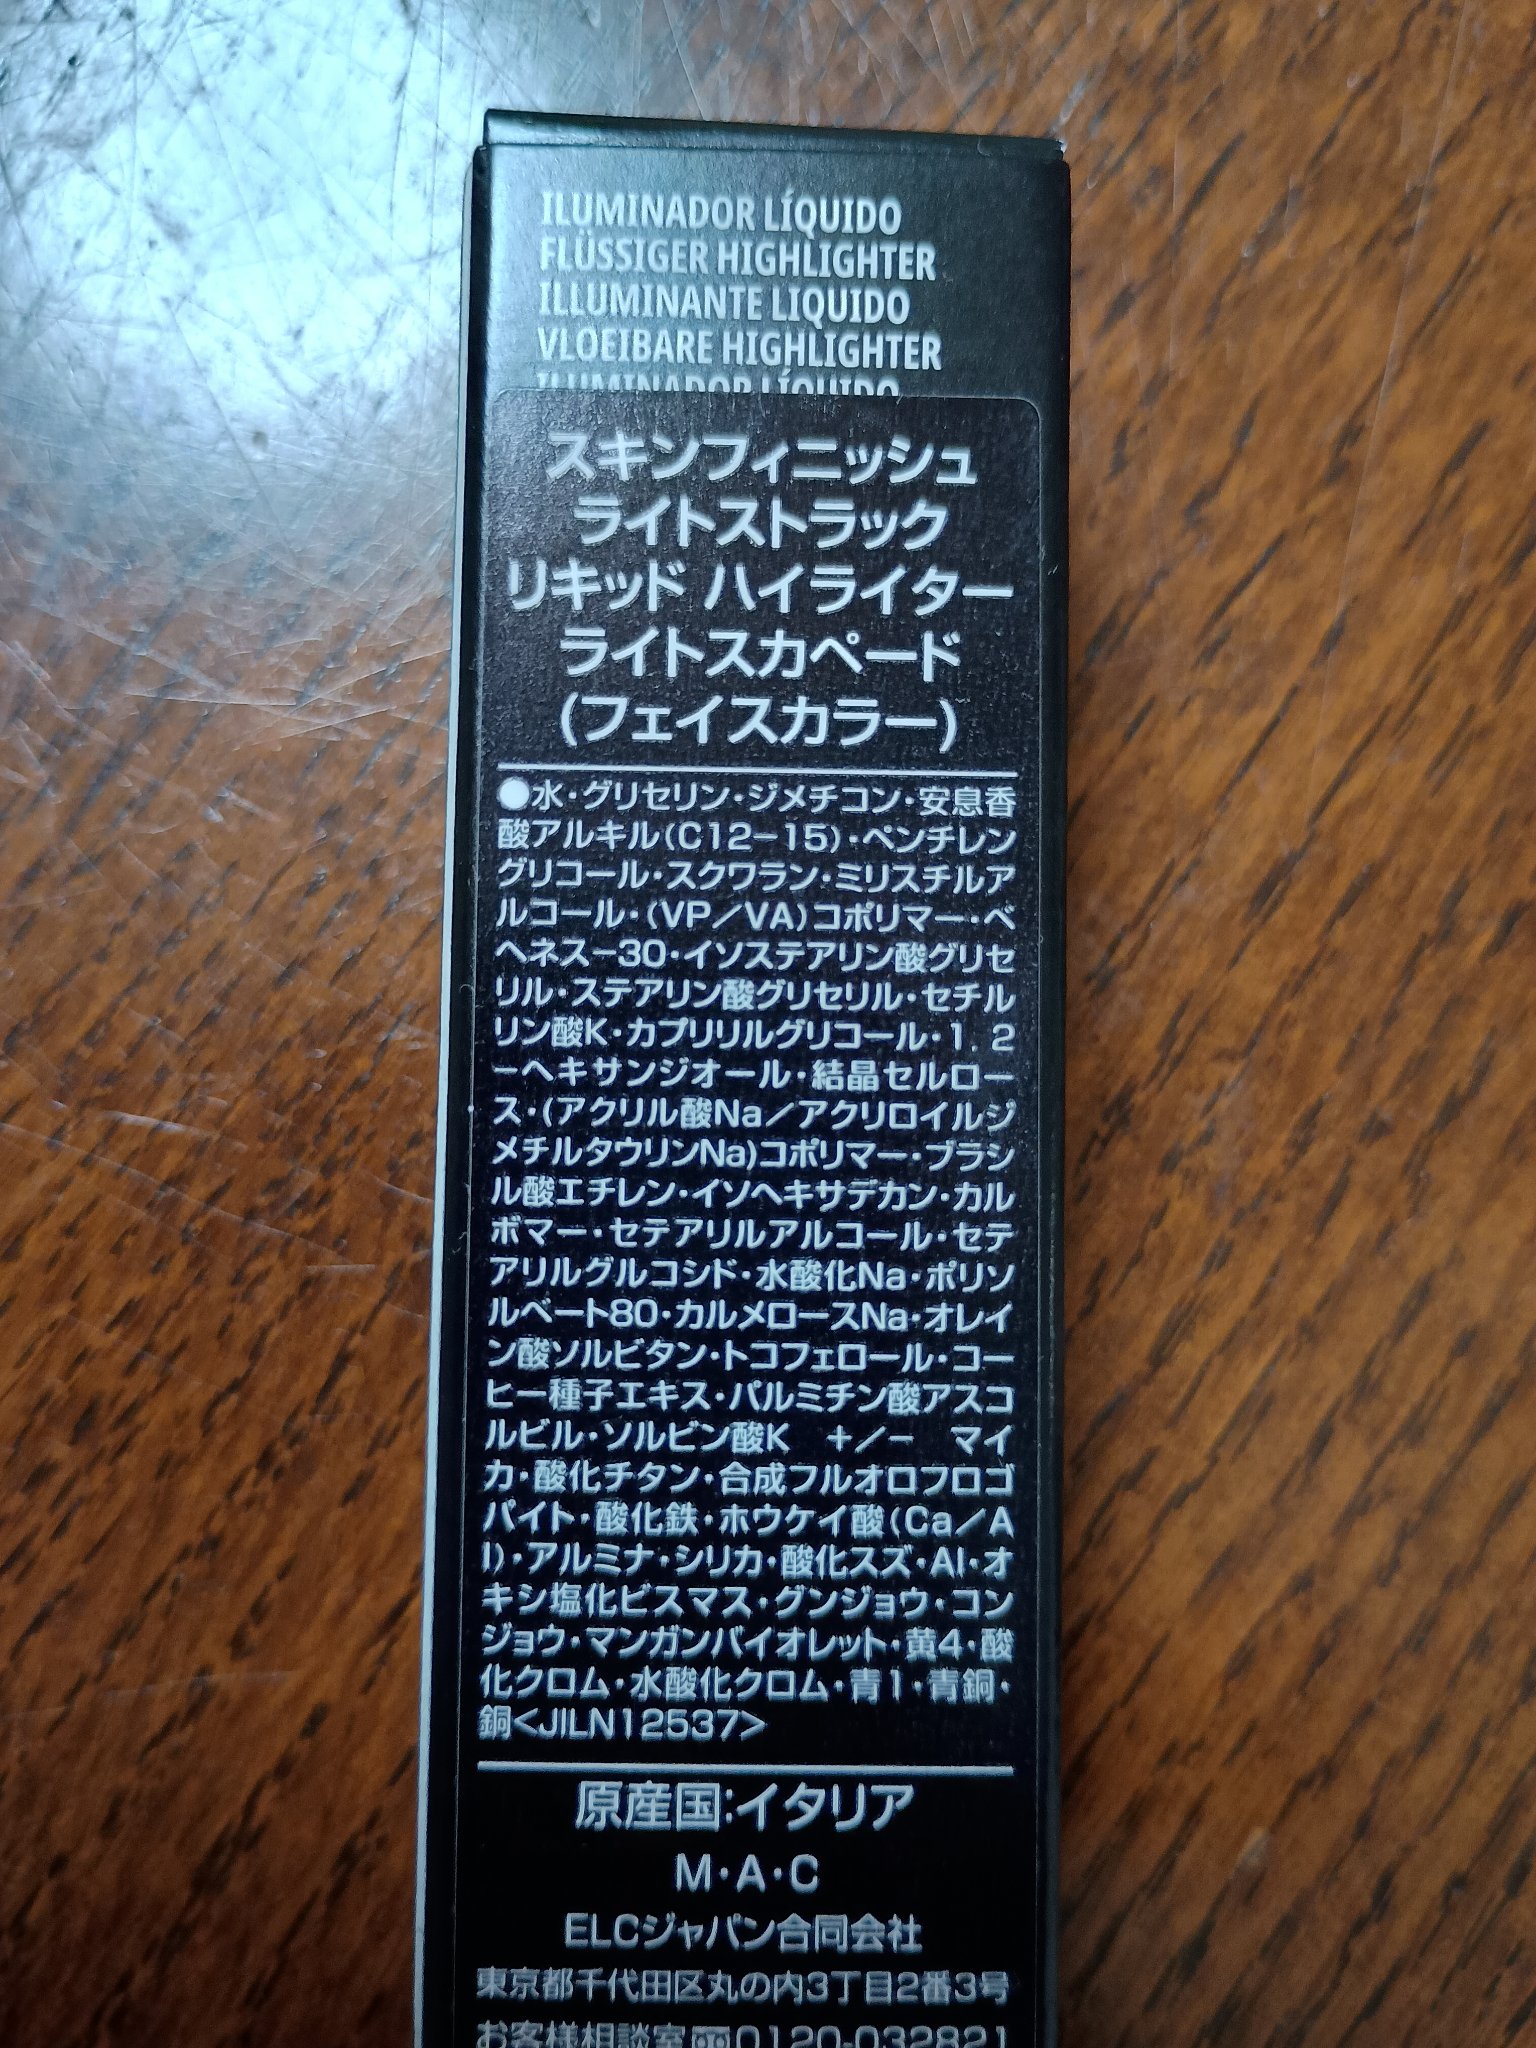 ILUMINADOR LÍQUIDO
FLÜSSIGER HIGHLIGHTER
ILLUMINANTE LIQUIDO
VLOEIBARE HIGHLIGHTER
ILUMINADOR LÍQUIDO
スキンフィニッシュ
ライトストラック
リキッド ハイライター
ライトスカペード
(フェイスカラー)
●水・グリセリン・ジメチコン・安息香
酸アルキル(C12−15)・ペンチレン
グリコール・スクワラン・ミリスチルア
ルコール・(VP／VA)コポリマー・ベ
ヘネス−30・イソステアリン酸グリセ
リル・ステアリン酸グリセリル・セチル
リン酸K・カプリリルグリコール・1, 2
−ヘキサンジオール・結晶セルロー
ス・(アクリル酸Na／アクリロイルジ
メチルタウリンNa)コポリマー・ブラシ
ル酸エチレン・イソヘキサデカン・カル
ボマー・セテアリルアルコール・セテ
アリルグルコシド・水酸化Na・ポリソ
ルベート80・カルメロースNa・オレイ
ン酸ソルビタン・トコフェロール・コー
ヒー種子エキス・パルミチン酸アスコ
ルビル・ソルビン酸K　+／−　マイ
カ・酸化チタン・合成フルオロフロゴ
パイト・酸化鉄・ホウケイ酸(Ca／A
l)・アルミナ・シリカ・酸化スズ・Al・オ
キシ塩化ビスマス・グンジョウ・コン
ジョウ・マンガンバイオレット・黄4・酸
化クロム・水酸化クロム・青1・青銅・
銅<JILN12537>
原産国:イタリア
M・A・C
ELCジャパン合同会社
東京都千代田区丸の内3丁目2番3号
お客様相談室 0120-032821